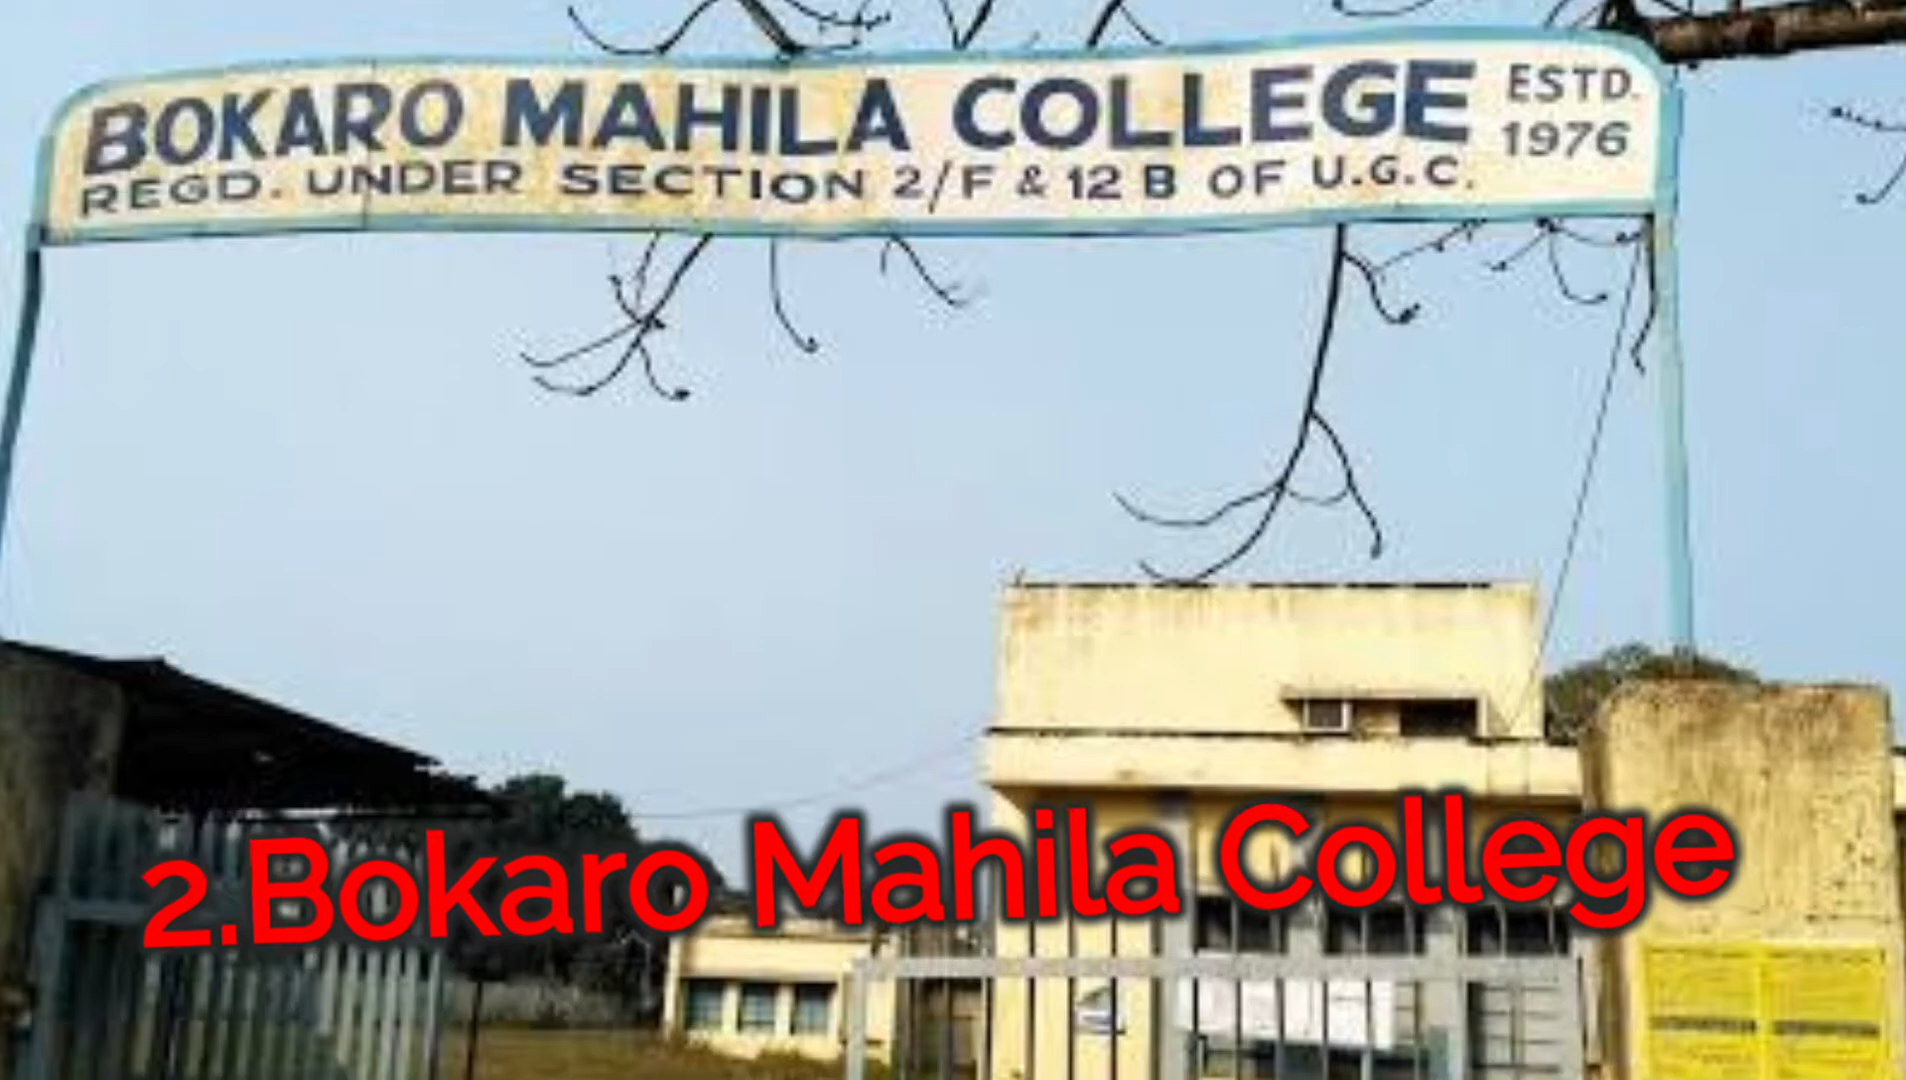 BOKARO MAHILA COLLEGE ESTD. 1976
REGD. UNDER SECTION 2/F & 12 B OF U.G.C.
2.Bokaro Mahila College